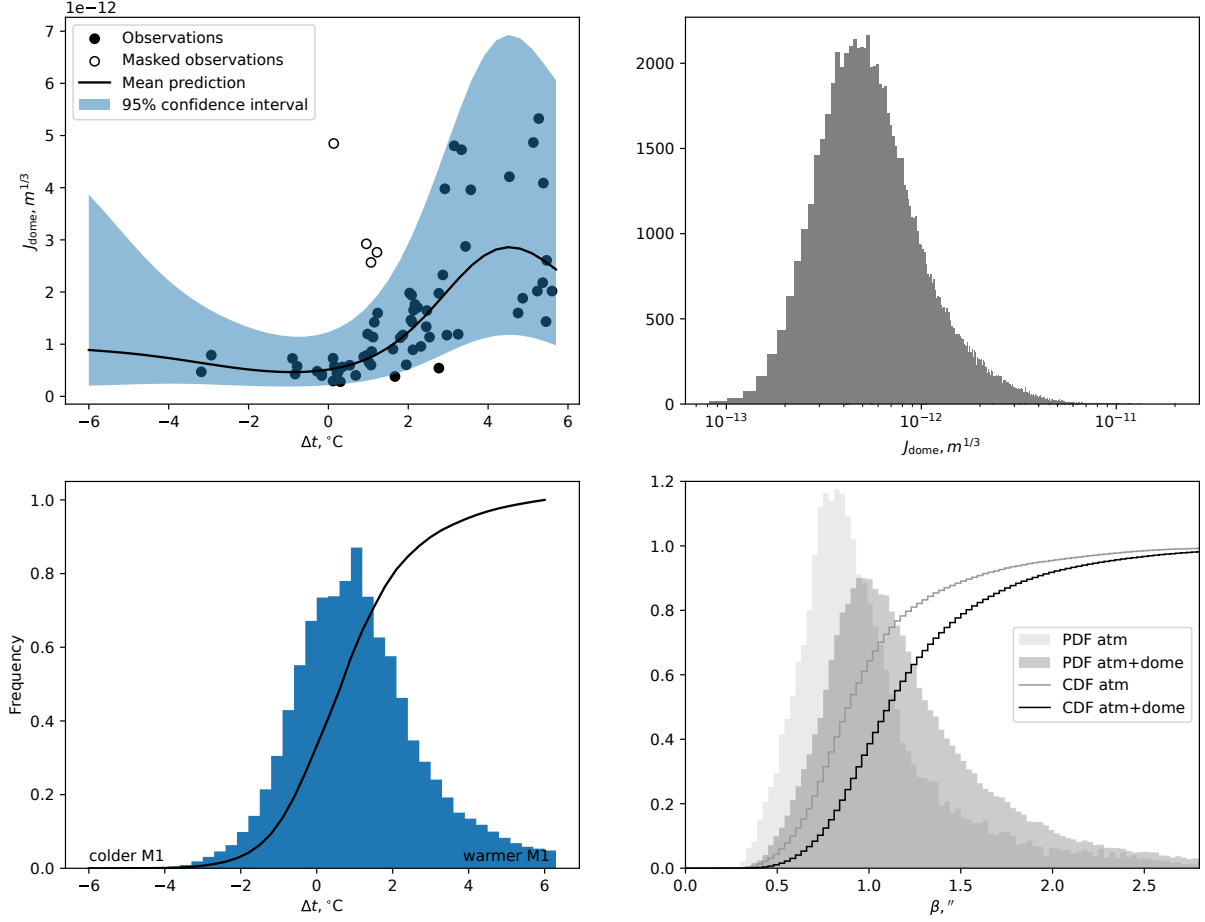 1e−12
7
6
5
4
3
2
1
0
J_dome, m^1/3
Observations
Masked observations
Mean prediction
95% confidence interval
−6 −4 −2 0 2 4 6
Δt, °C
2000
1500
1000
500
0
10^−13 10^−12 10^−11
J_dome, m^1/3
1.0
0.8
0.6
0.4
0.2
0.0
Frequency
colder M1 warmer M1
−6 −4 −2 0 2 4 6
Δt, °C
1.2
1.0
0.8
0.6
0.4
0.2
0.0
PDF atm
PDF atm+dome
CDF atm
CDF atm+dome
0.0 0.5 1.0 1.5 2.0 2.5
β, ″